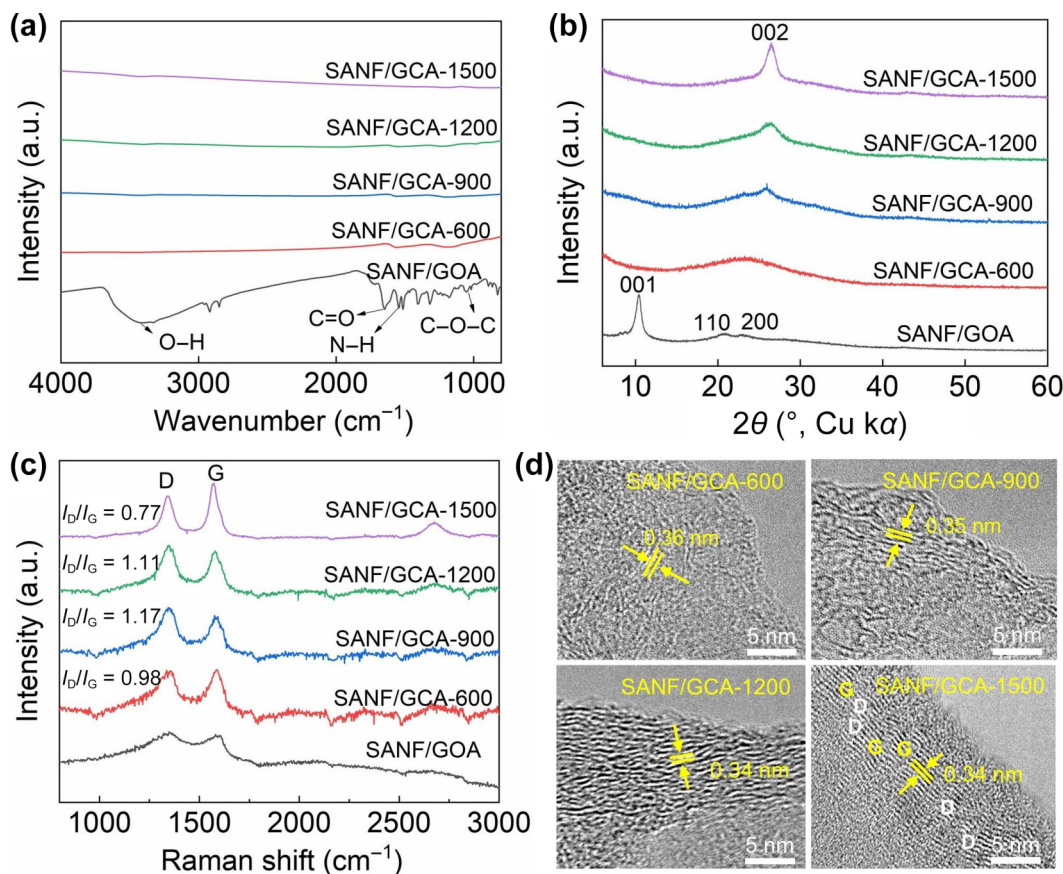 (a)
SANF/GCA-1500
SANF/GCA-1200
SANF/GCA-900
SANF/GCA-600
SANF/GOA
C=O
O–H
N–H
C–O–C
Intensity (a.u.)
4000 3000 2000 1000
Wavenumber (cm⁻¹)
(b)
002
SANF/GCA-1500
SANF/GCA-1200
SANF/GCA-900
SANF/GCA-600
001
110 200
SANF/GOA
Intensity (a.u.)
10 20 30 40 50 60
2θ (°, Cu kα)
(c)
D G
I_D/I_G = 0.77
SANF/GCA-1500
I_D/I_G = 1.11
SANF/GCA-1200
I_D/I_G = 1.17
SANF/GCA-900
I_D/I_G = 0.98
SANF/GCA-600
SANF/GOA
Intensity (a.u.)
1000 1500 2000 2500 3000
Raman shift (cm⁻¹)
(d)
SANF/GCA-600
0.36 nm
5 nm
SANF/GCA-900
0.35 nm
5 nm
SANF/GCA-1200
0.34 nm
5 nm
SANF/GCA-1500
G
D
D
G G
0.34 nm
D
D
5 nm